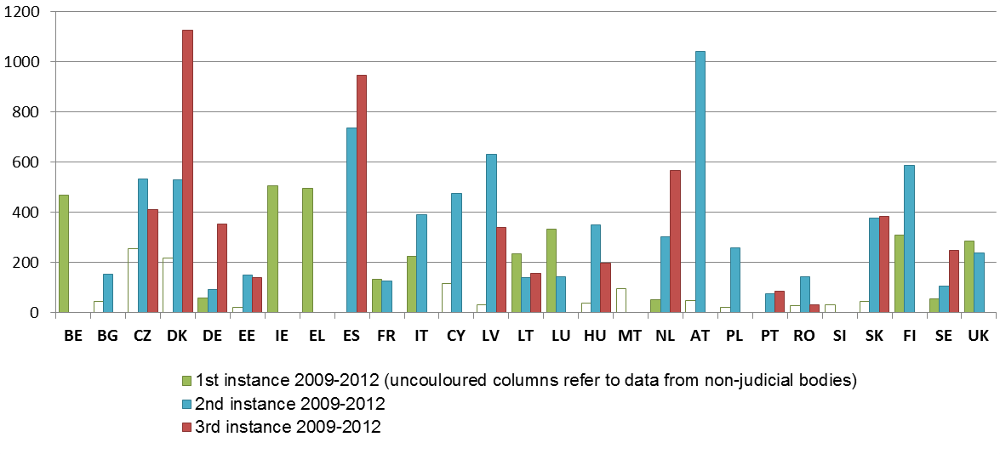 1200
1000
800
600
400
200
0
BE BG CZ DK DE EE IE EL ES FR IT CY LV LT LU HU MT NL AT PL PT RO SI SK FI SE UK
1st instance 2009-2012 (uncouloured columns refer to data from non-judicial bodies)
2nd instance 2009-2012
3rd instance 2009-2012